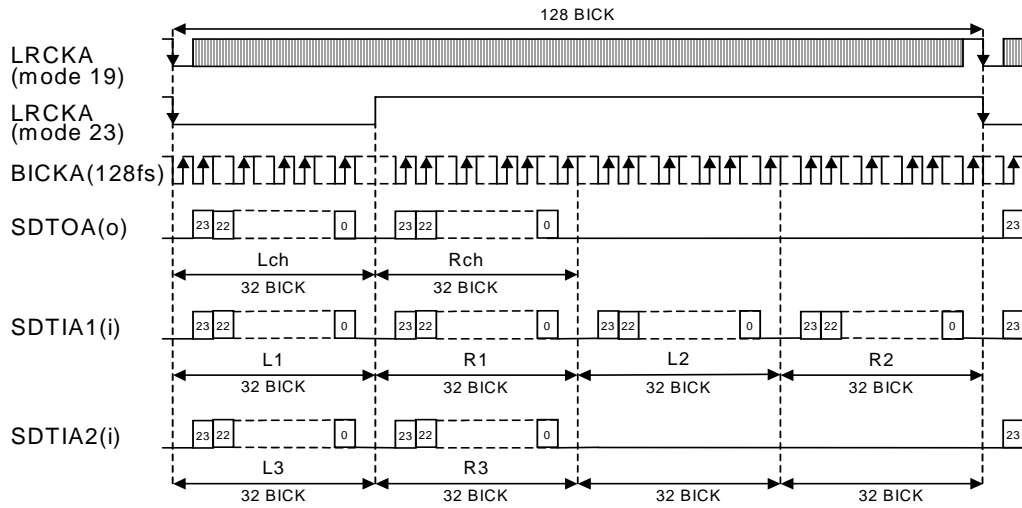 128 BICK
LRCKA
(mode 19)
LRCKA
(mode 23)
BICKA(128fs)
SDTOA(o)
23 22 0 23 22 0 23
Lch Rch
32 BICK 32 BICK
SDTIA1(i)
23 22 0 23 22 0 23 22 0 23 22 0 23
L1 R1 L2 R2
32 BICK 32 BICK 32 BICK 32 BICK
SDTIA2(i)
23 22 0 23 22 0 23
L3 R3
32 BICK 32 BICK 32 BICK 32 BICK